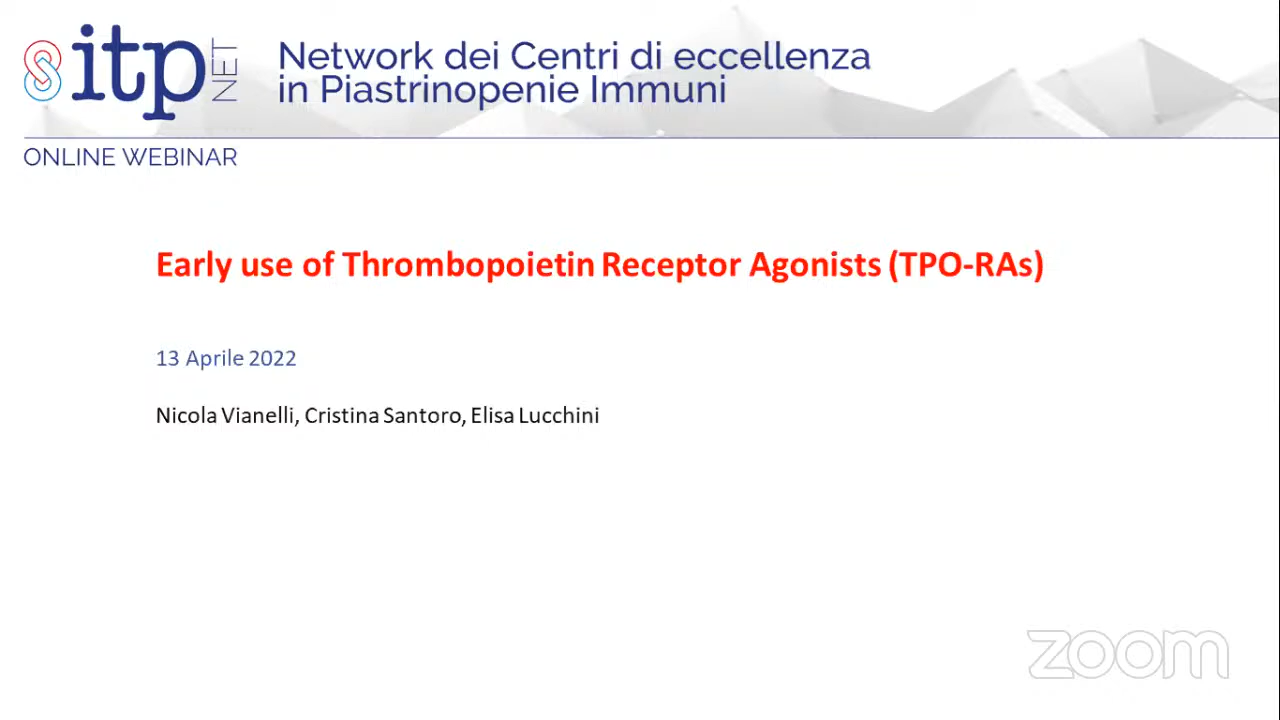 itp NET
Network dei Centri di eccellenza
in Piastrinopenie Immuni
ONLINE WEBINAR
Early use of Thrombopoietin Receptor Agonists (TPO-RAs)
13 Aprile 2022
Nicola Vianelli, Cristina Santoro, Elisa Lucchini
zoom